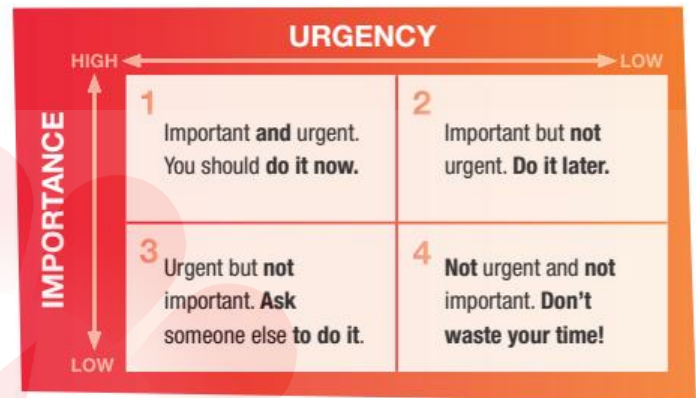 URGENCY
HIGH
LOW
IMPORTANCE
1
Important and urgent.
You should do it now.
2
Important but not
urgent. Do it later.
3
Urgent but not
important. Ask
someone else to do it.
4
Not urgent and not
important. Don't
waste your time!
LOW